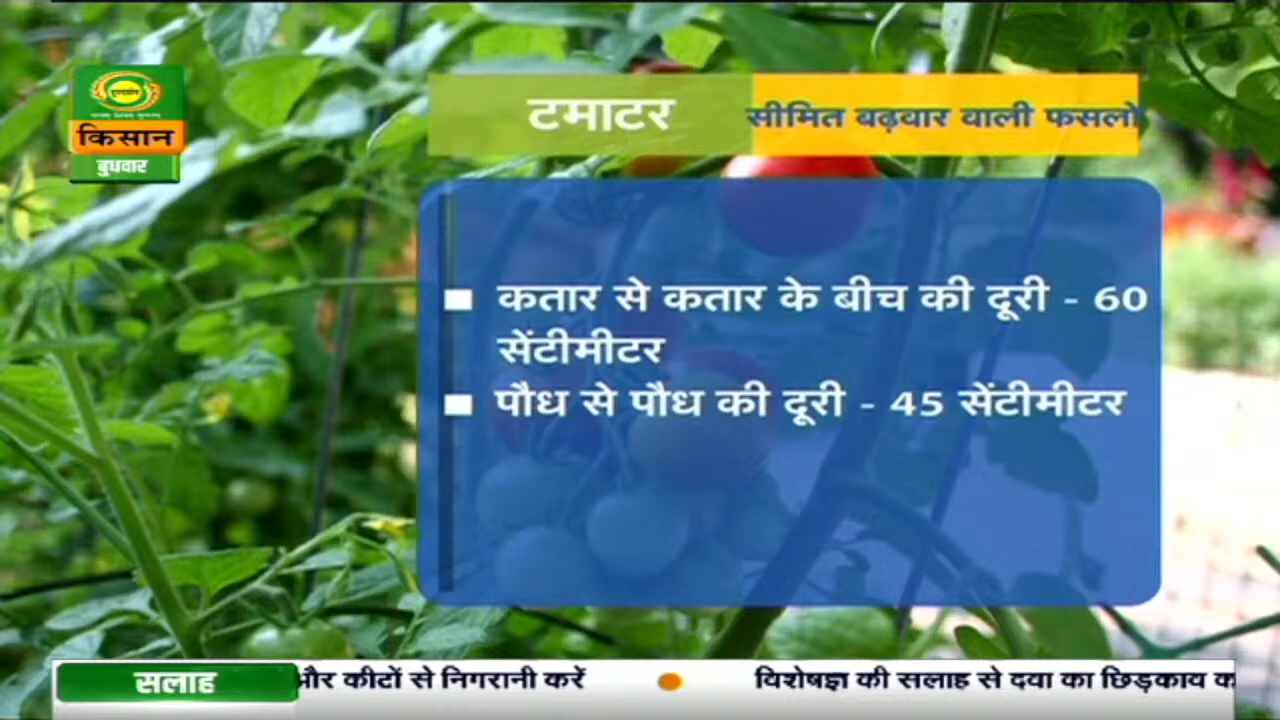 किसान
बुधवार
टमाटर
सीमित बढ़वार वाली फसलों
कतार से कतार के बीच की दूरी - 60
सेंटीमीटर
पौध से पौध की दूरी - 45 सेंटीमीटर
सलाह
और कीटों से निगरानी करें
विशेषज्ञ की सलाह से दवा का छिड़काव